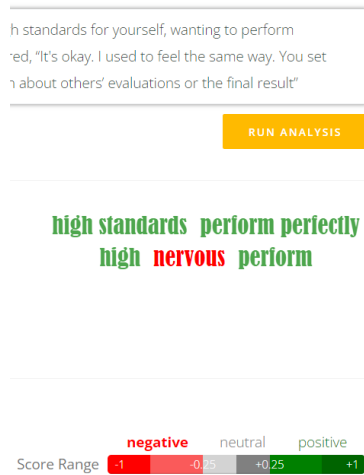 h standards for yourself, wanting to perform
red, “It's okay. I used to feel the same way. You set
about others’ evaluations or the final result”
RUN ANALYSIS
high standards perform perfectly
high nervous perform
negative neutral positive
Score Range -1 -0.25 +0.25 +1